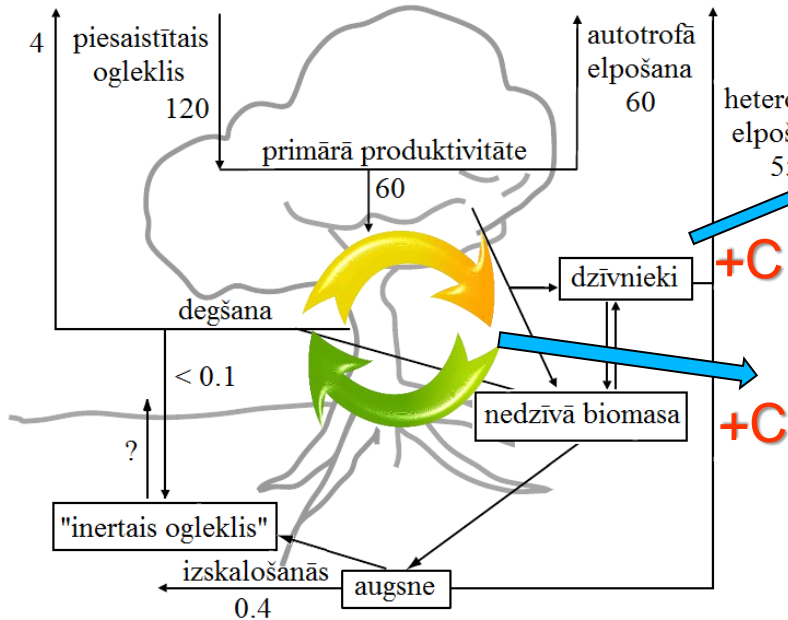 4
piesaistītais
ogleklis
120
autotrofā
elpošana
60
primārā produktivitāte
60
+C
dzīvnieki
degšana
< 0.1
nedzīvā biomasa
+C
?
"inertais ogleklis"
izskalošanās
augsne
0.4